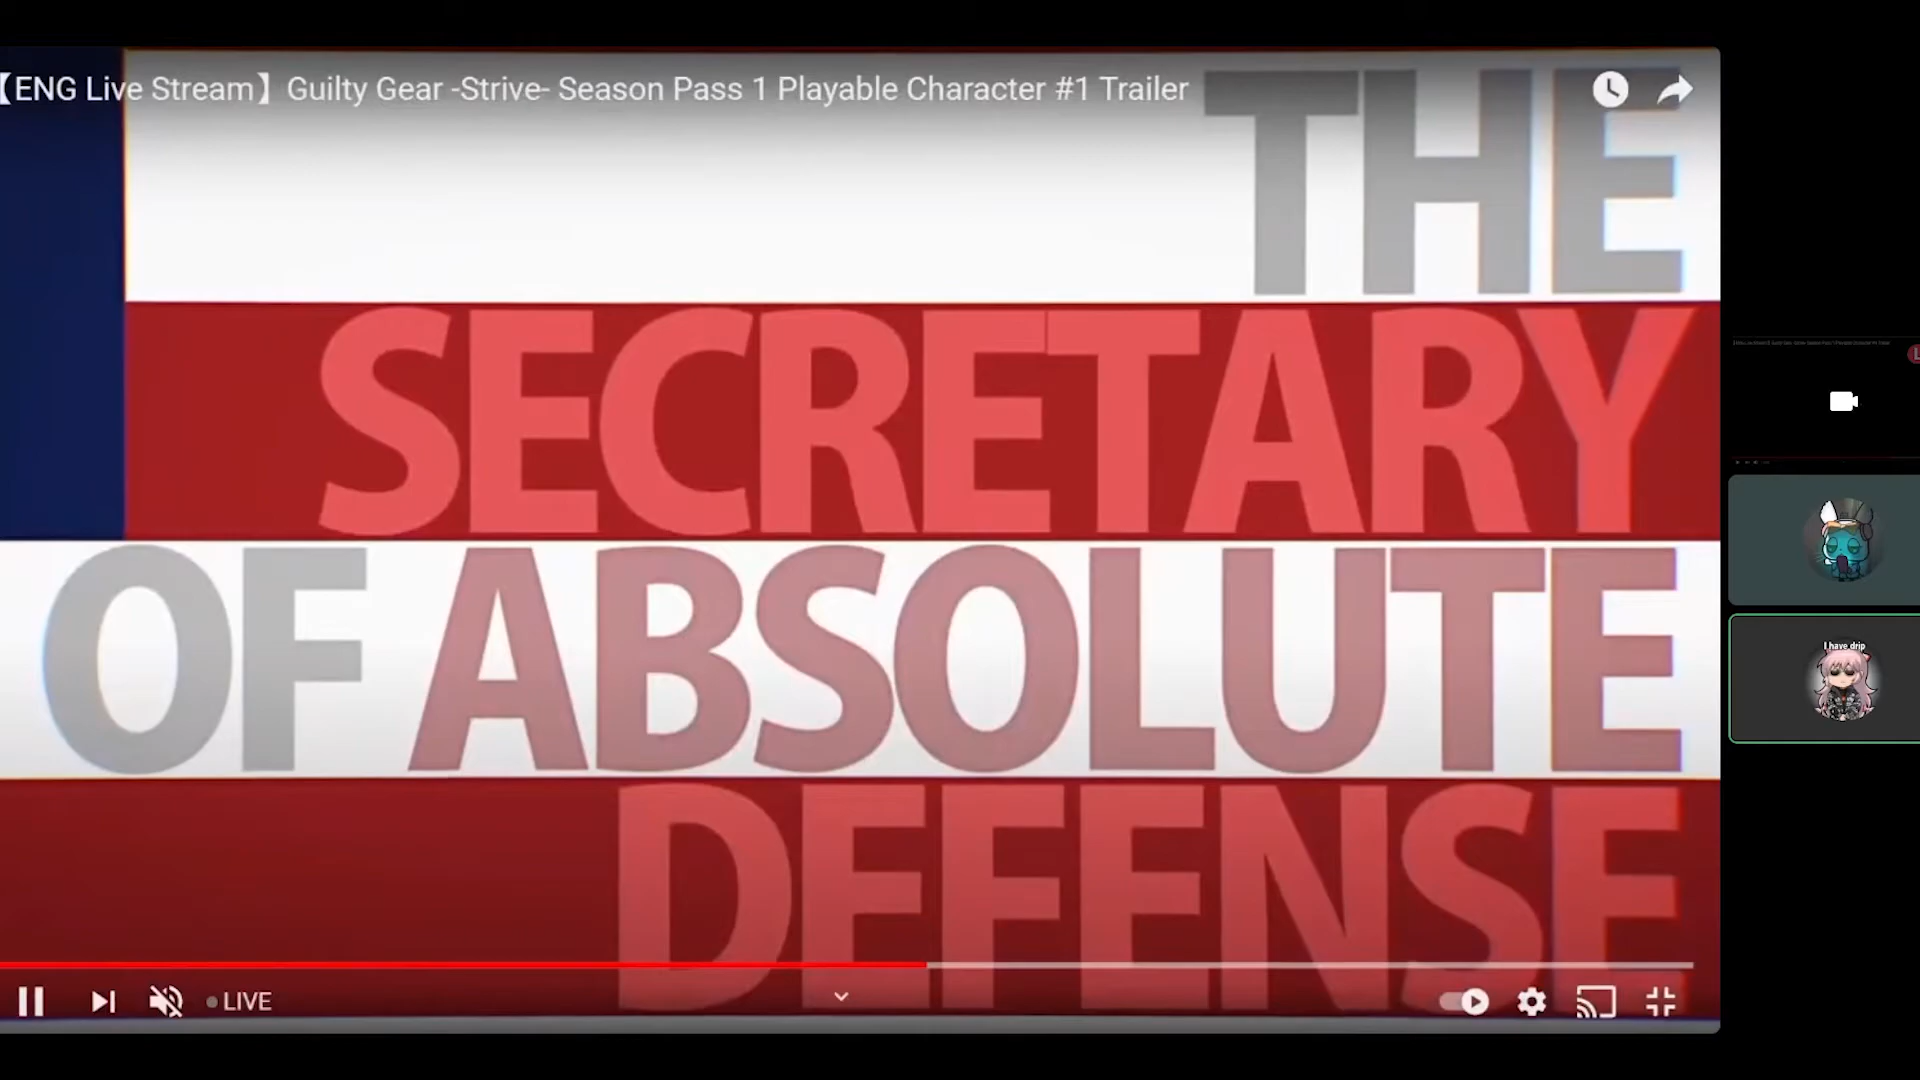 【ENG Live Stream】Guilty Gear -Strive- Season Pass 1 Playable Character #1 Trailer
THE
SECRETARY
OF ABSOLUTE
DEFENSE
LIVE
I have drip